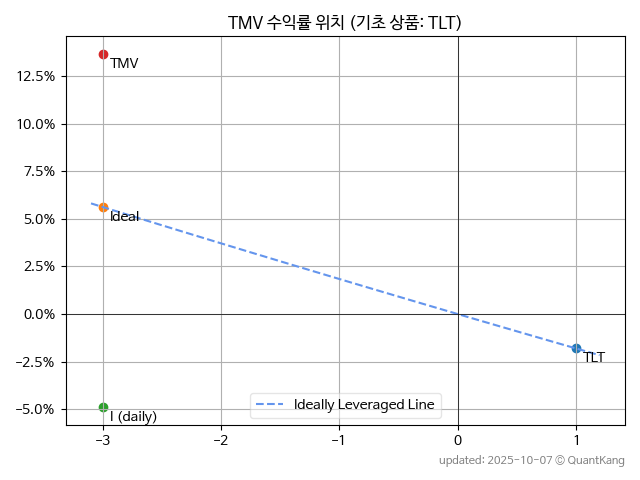 TMV 수익률 위치 (기초 상품: TLT)
12.5%
10.0%
7.5%
5.0%
2.5%
0.0%
−2.5%
−5.0%
TMV
Ideal
TLT
I (daily)
Ideally Leveraged Line
−3
−2
−1
0
1
updated: 2025-10-07 © QuantKang